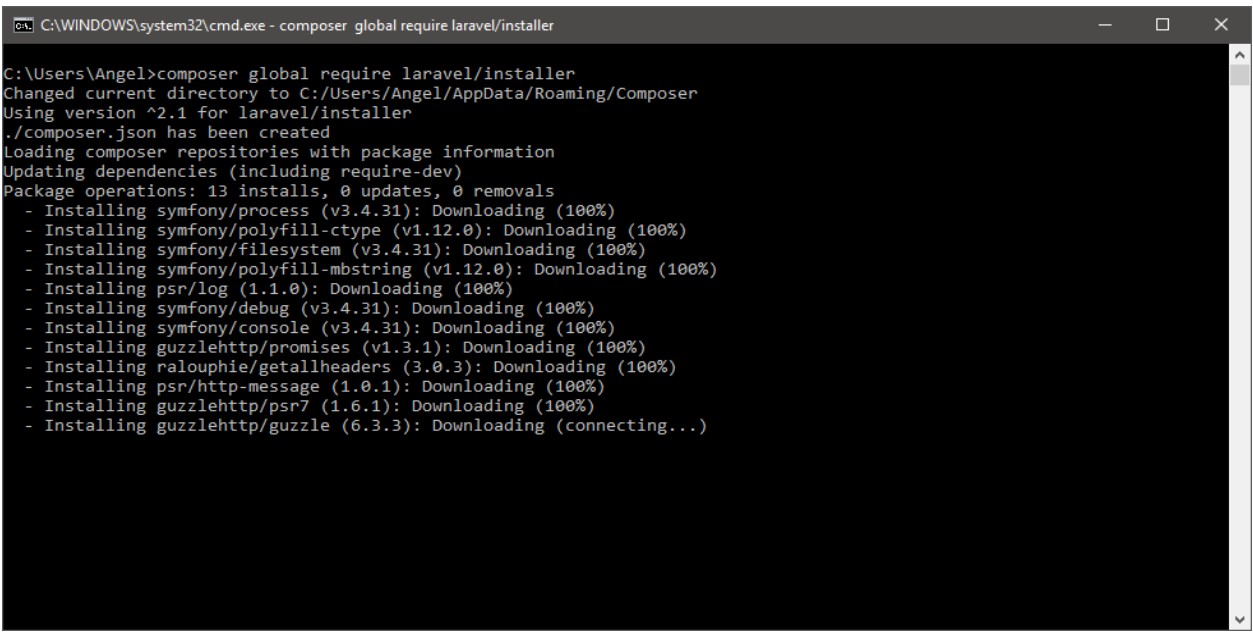 C:\WINDOWS\system32\cmd.exe - composer  global require laravel/installer
C:\Users\Angel>composer global require laravel/installer
Changed current directory to C:/Users/Angel/AppData/Roaming/Composer
Using version ^2.1 for laravel/installer
./composer.json has been created
Loading composer repositories with package information
Updating dependencies (including require-dev)
Package operations: 13 installs, 0 updates, 0 removals
  - Installing symfony/process (v3.4.31): Downloading (100%)
  - Installing symfony/polyfill-ctype (v1.12.0): Downloading (100%)
  - Installing symfony/filesystem (v3.4.31): Downloading (100%)
  - Installing symfony/polyfill-mbstring (v1.12.0): Downloading (100%)
  - Installing psr/log (1.1.0): Downloading (100%)
  - Installing symfony/debug (v3.4.31): Downloading (100%)
  - Installing symfony/console (v3.4.31): Downloading (100%)
  - Installing guzzlehttp/promises (v1.3.1): Downloading (100%)
  - Installing ralouphie/getallheaders (3.0.3): Downloading (100%)
  - Installing psr/http-message (1.0.1): Downloading (100%)
  - Installing guzzlehttp/psr7 (1.6.1): Downloading (100%)
  - Installing guzzlehttp/guzzle (6.3.3): Downloading (connecting...)